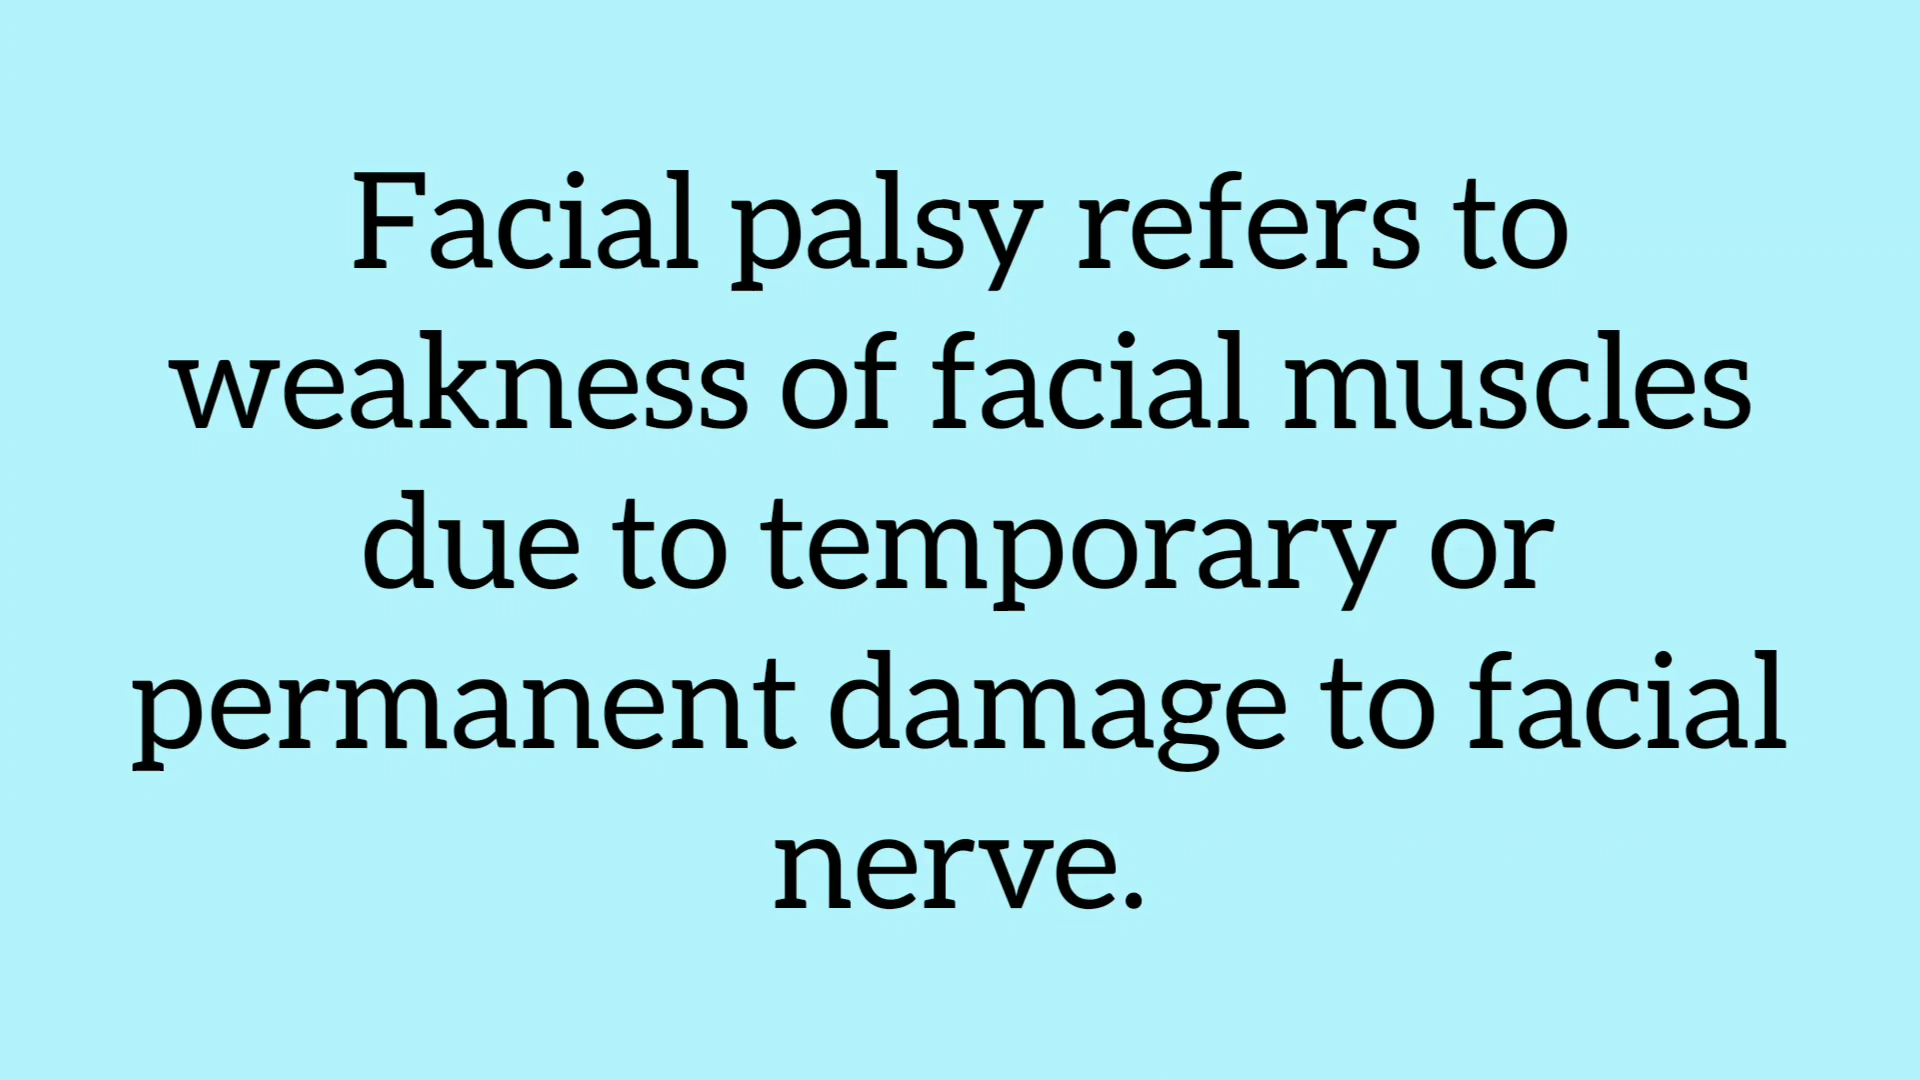 Facial palsy refers to
weakness of facial muscles
due to temporary or
permanent damage to facial
nerve.